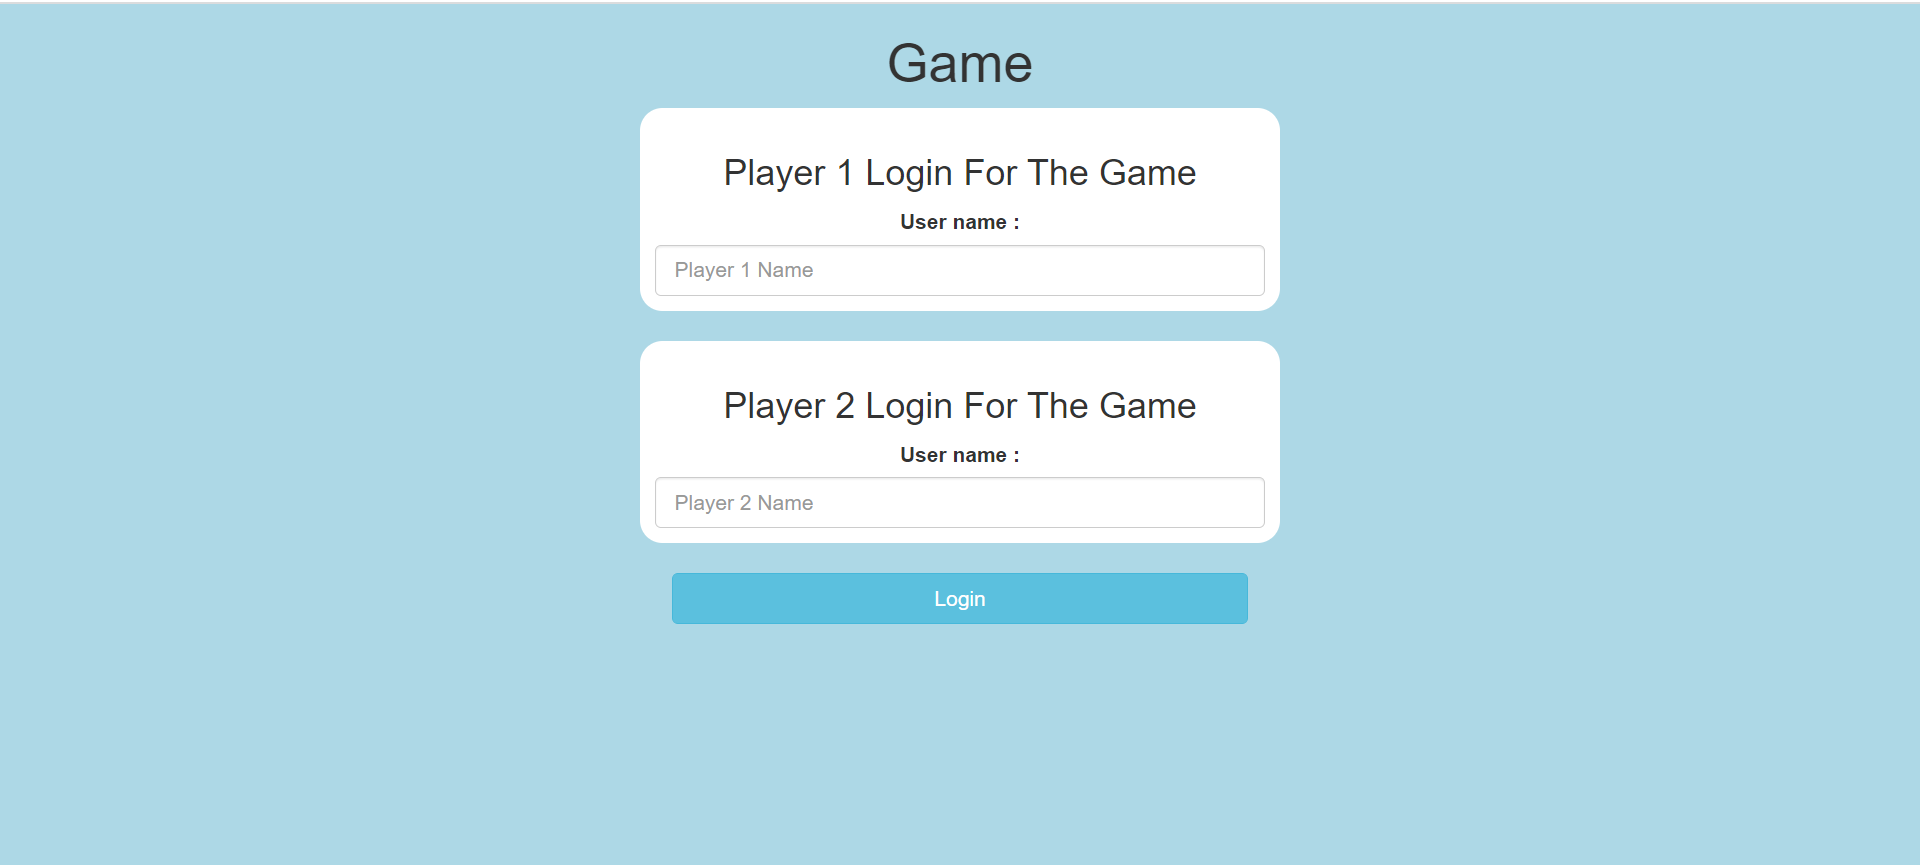 Game
Player 1 Login For The Game
User name :
Player 1 Name
Player 2 Login For The Game
User name :
Player 2 Name
Login